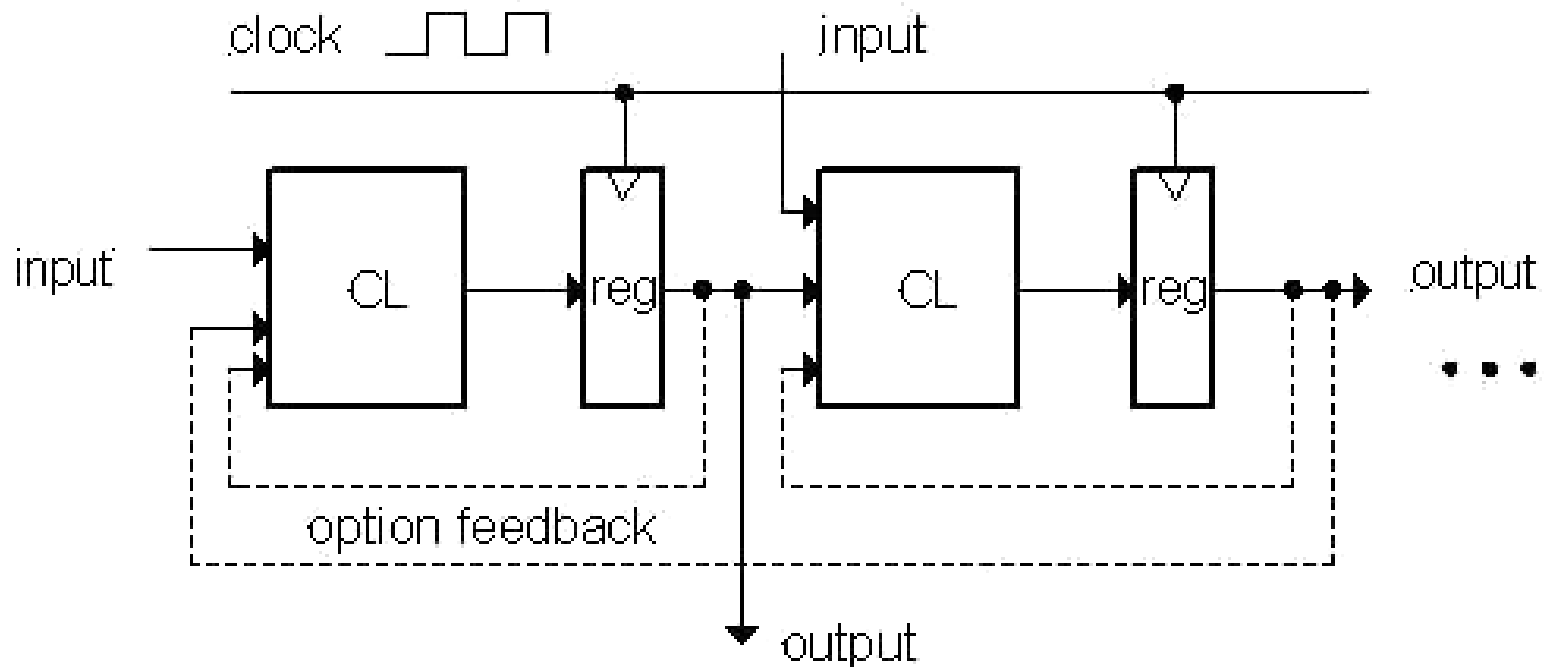 clock
input
input
CL
reg
CL
reg
output
option feedback
output